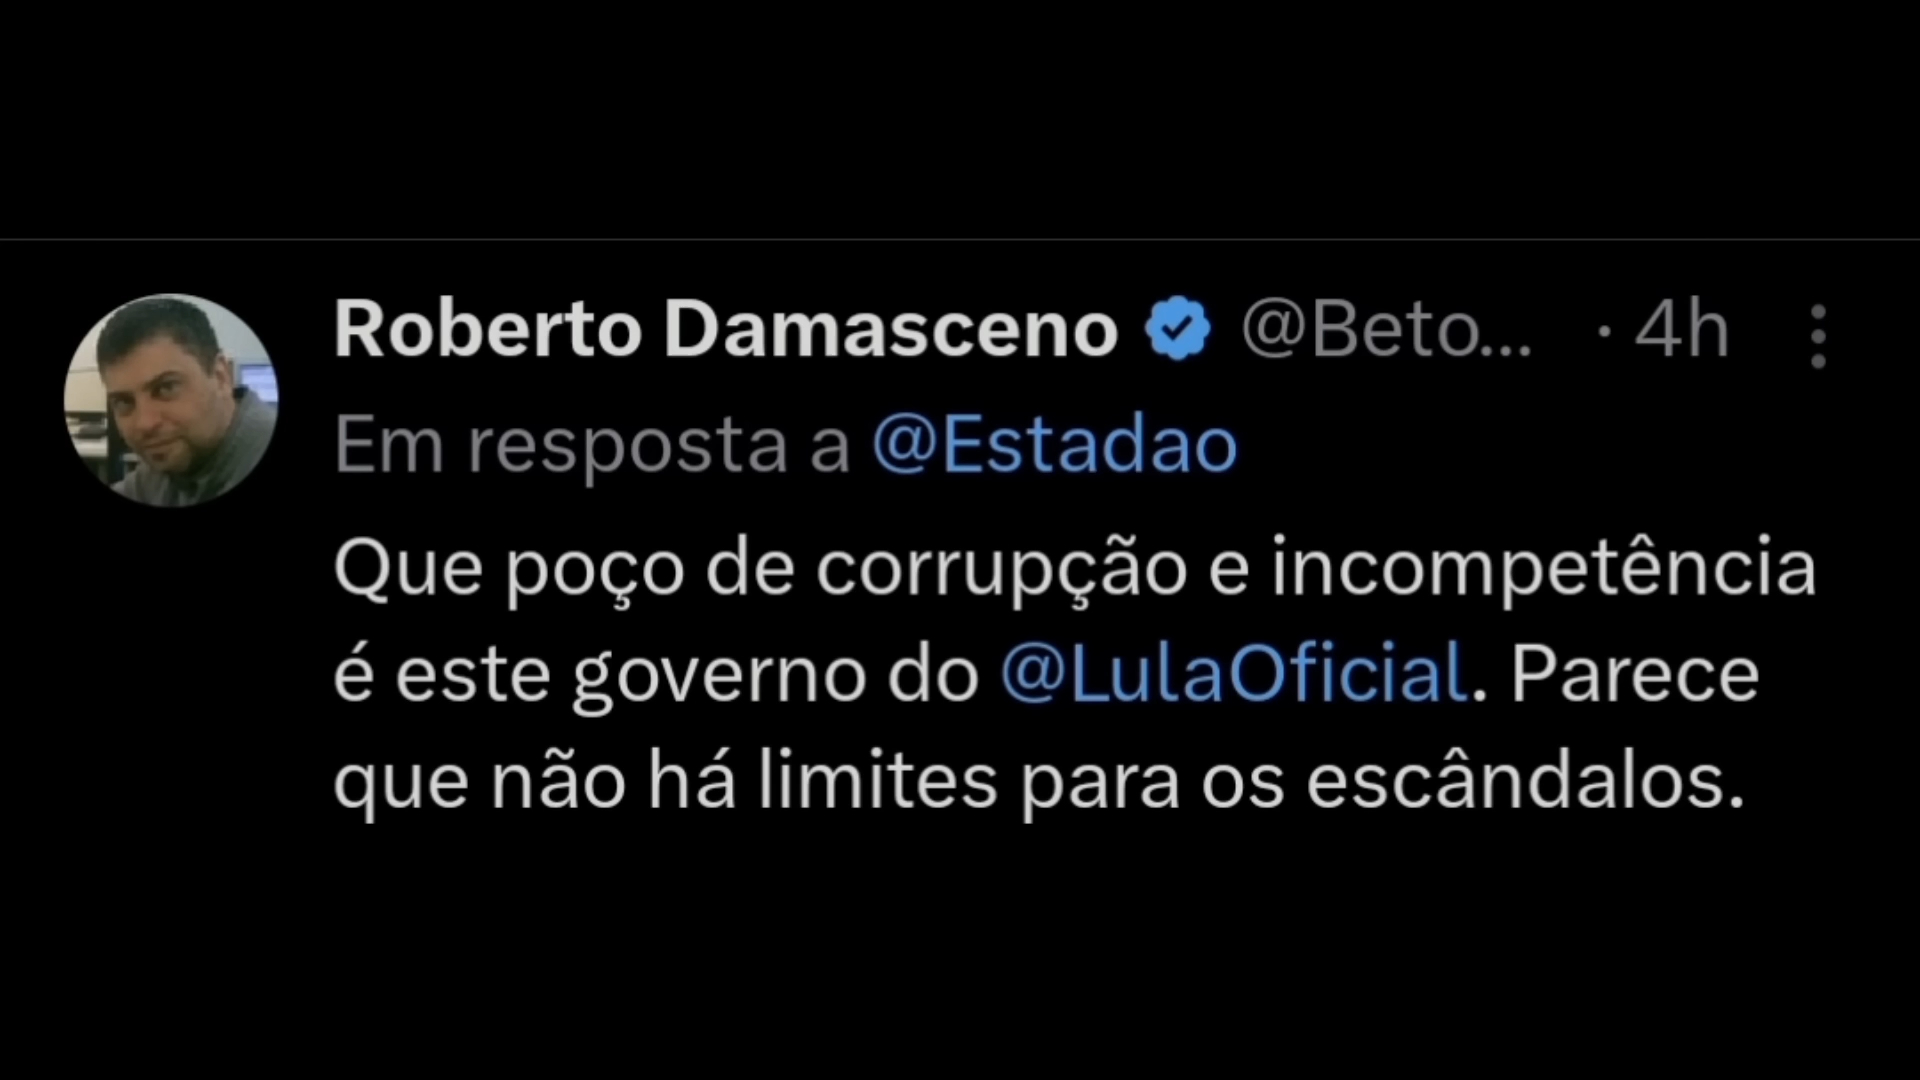 Roberto Damasceno @Beto... · 4h
Em resposta a @Estadao
Que poço de corrupção e incompetência
é este governo do @LulaOficial. Parece
que não há limites para os escândalos.